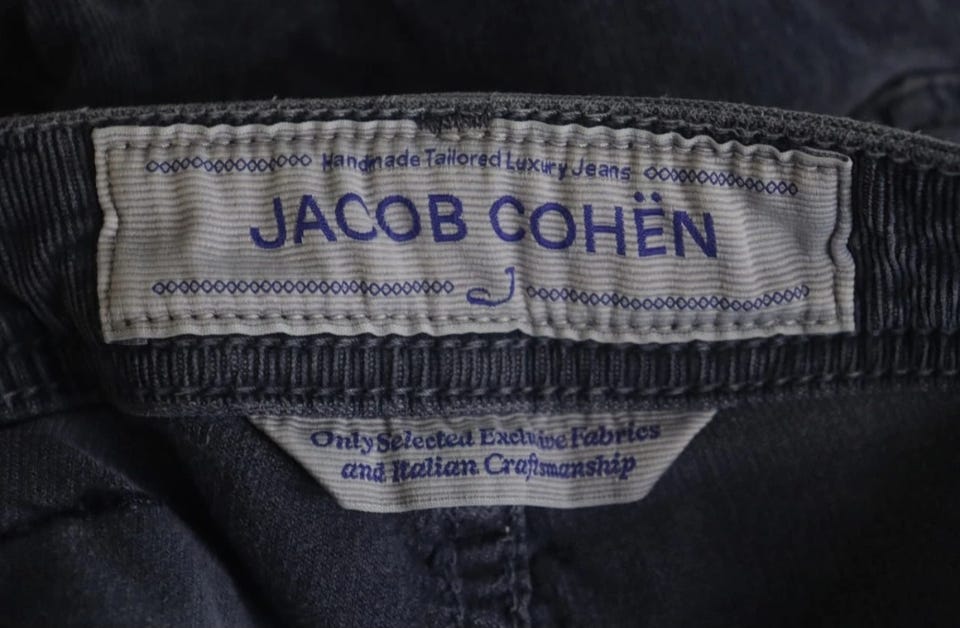 Handmade Tailored Luxury Jeans
JACOB COHËN
J
Only Selected Exclusive Fabrics
and Italian Craftsmanship